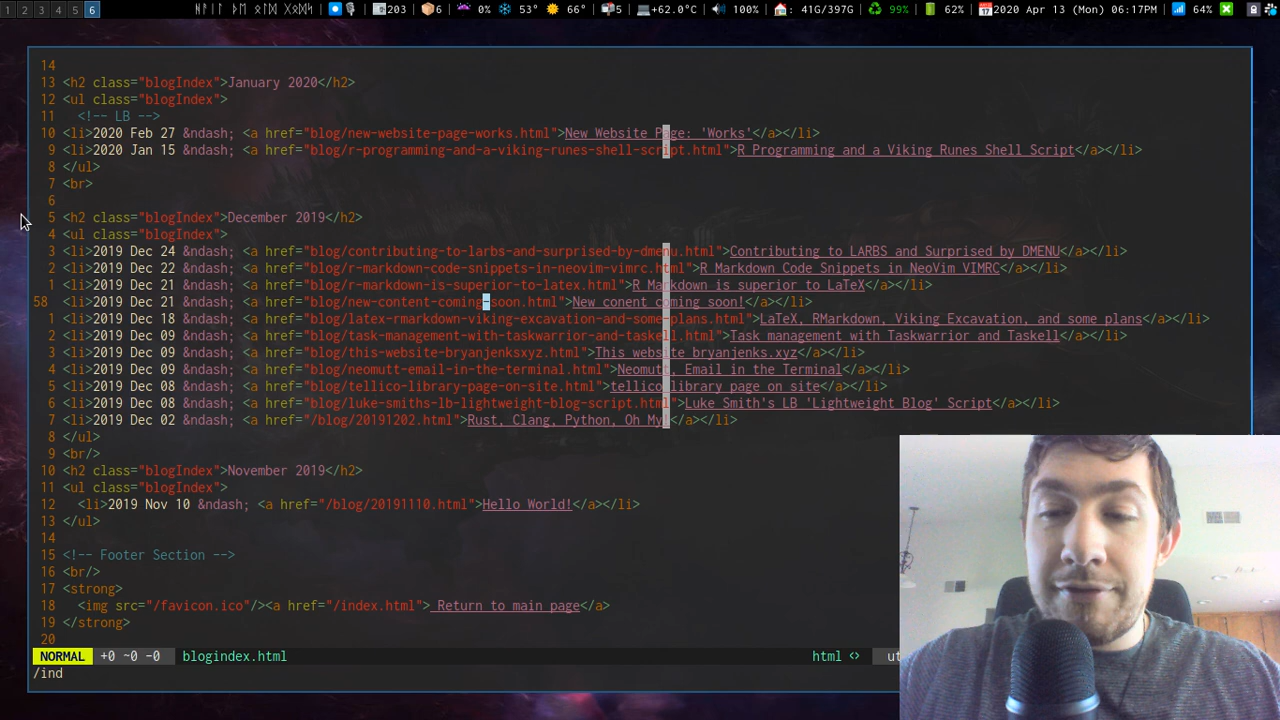 1 2 3 4 5 6 203 6 0% 53° 66° 5 +62.0°C : 41G/397G 100% 99% 62% 2020 Apr 13 (Mon) 06:17PM 64%
14
13 <h2 class="blogIndex">January 2020</h2>
12 <ul class="blogIndex">
11 <!-- LB -->
10 <li>2020 Feb 27 &ndash; <a href="blog/new-website-page-works.html">New Website Page: 'Works'</a></li>
9 <li>2020 Jan 15 &ndash; <a href="blog/r-programming-and-a-viking-runes-shell-script.html">R Programming and a Viking Runes Shell Script</a></li>
8 </ul>
7 <br>
6
5 <h2 class="blogIndex">December 2019</h2>
4 <ul class="blogIndex">
3 <li>2019 Dec 24 &ndash; <a href="blog/contributing-to-larbs-and-surprised-by-dmenu.html">Contributing to LARBS and Surprised by DMENU</a></li>
2 <li>2019 Dec 22 &ndash; <a href="blog/r-markdown-code-snippets-in-neovim-vimrc.html">R Markdown Code Snippets in NeoVim VIMRC</a></li>
1 <li>2019 Dec 21 &ndash; <a href="blog/r-markdown-is-superior-to-latex.html">R Markdown is superior to LaTeX</a></li>
58 <li>2019 Dec 21 &ndash; <a href="blog/new-content-coming-soon.html">New conent coming soon!</a></li>
1 <li>2019 Dec 18 &ndash; <a href="blog/latex-rmarkdown-viking-excavation-and-some-plans.html">LaTeX, RMarkdown, Viking Excavation, and some plans</a></li>
2 <li>2019 Dec 09 &ndash; <a href="blog/task-management-with-taskwarrior-and-taskell.html">Task management with Taskwarrior and Taskell</a></li>
3 <li>2019 Dec 09 &ndash; <a href="blog/this-website-bryanjenksxyz.html">This website bryanjenks.xyz</a></li>
4 <li>2019 Dec 09 &ndash; <a href="blog/neomutt-email-in-the-terminal.html">Neomutt, Email in the Terminal</a></li>
5 <li>2019 Dec 08 &ndash; <a href="blog/tellico-library-page-on-site.html">tellico library page on site</a></li>
6 <li>2019 Dec 08 &ndash; <a href="blog/luke-smiths-lb-lightweight-blog-script.html">Luke Smith's LB 'Lightweight Blog' Script</a></li>
7 <li>2019 Dec 02 &ndash; <a href="/blog/20191202.html">Rust, Clang, Python, Oh My!</a></li>
8 </ul>
9 <br/>
10 <h2 class="blogIndex">November 2019</h2>
11 <ul class="blogIndex">
12 <li>2019 Nov 10 &ndash; <a href="/blog/20191110.html">Hello World!</a></li>
13 </ul>
14
15 <!-- Footer Section -->
16 <br/>
17 <strong>
18 <img src="/favicon.ico"/><a href="/index.html"> Return to main page</a>
19 </strong>
20
NORMAL +0 ~0 -0 blogindex.html html <> ut
/ind